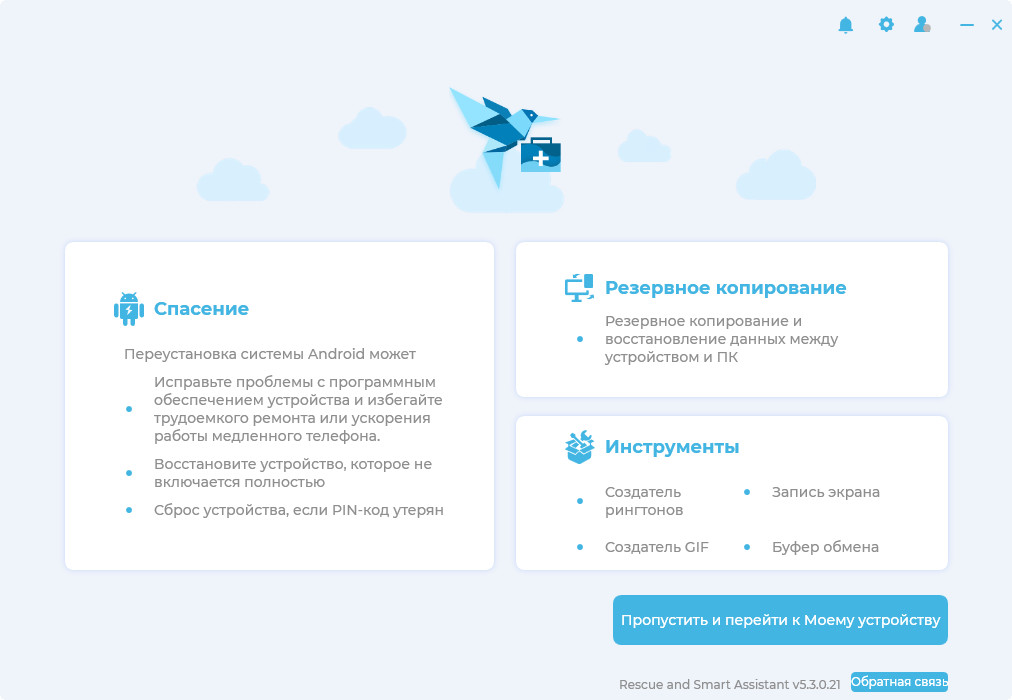 Спасение
Переустановка системы Android может
Исправьте проблемы с программным
обеспечением устройства и избегайте
трудоемкого ремонта или ускорения
работы медленного телефона.
Восстановите устройство, которое не
включается полностью
Сброс устройства, если PIN-код утерян
Резервное копирование
Резервное копирование и
восстановление данных между
устройством и ПК
Инструменты
Создатель
рингтонов
Запись экрана
Создатель GIF
Буфер обмена
Пропустить и перейти к Моему устройству
Rescue and Smart Assistant v5.3.0.21
Обратная связь